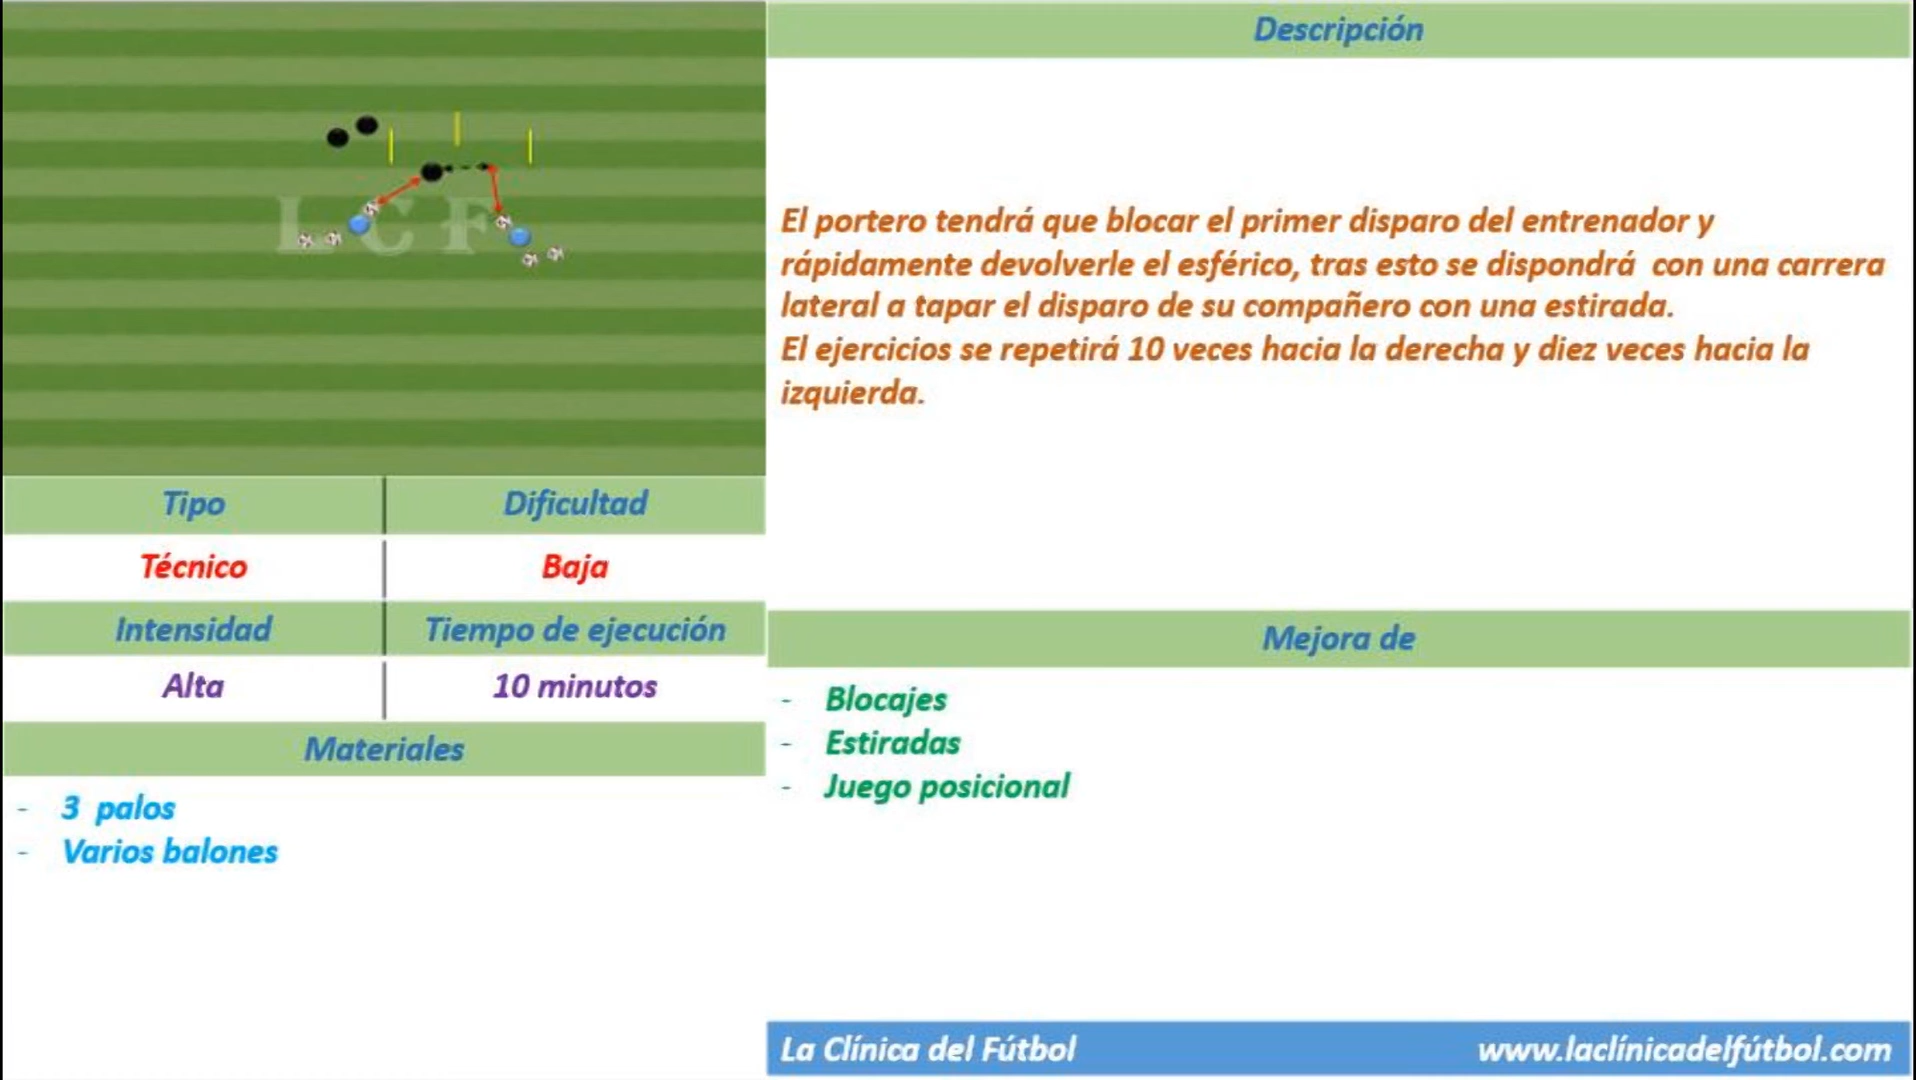 L C F
Descripción
El portero tendrá que blocar el primer disparo del entrenador y
rápidamente devolverle el esférico, tras esto se dispondrá con una carrera
lateral a tapar el disparo de su compañero con una estirada.
El ejercicios se repetirá 10 veces hacia la derecha y diez veces hacia la
izquierda.
Tipo
Dificultad
Técnico
Baja
Intensidad
Tiempo de ejecución
Alta
10 minutos
Materiales
- 3 palos
- Varios balones
Mejora de
- Blocajes
- Estiradas
- Juego posicional
La Clínica del Fútbol
www.laclínicadelfútbol.com